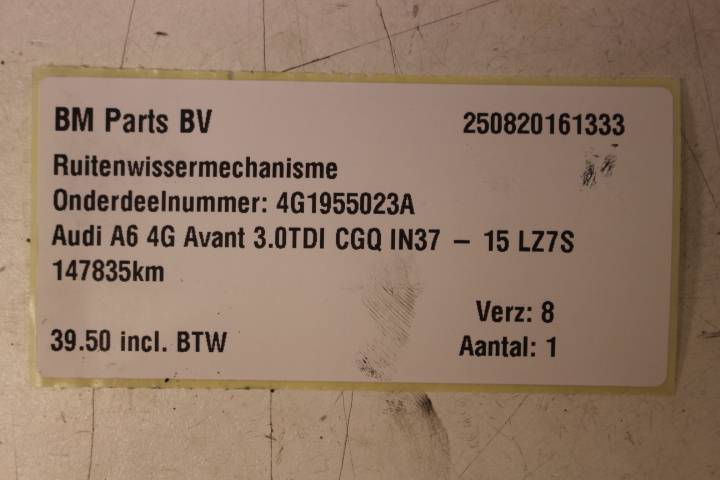 BM Parts BV 250820161333
Ruitenwissermechanisme
Onderdeelnummer: 4G1955023A
Audi A6 4G Avant 3.0TDI CGQ IN37 – 15 LZ7S
147835km
Verz: 8
39.50 incl. BTW Aantal: 1